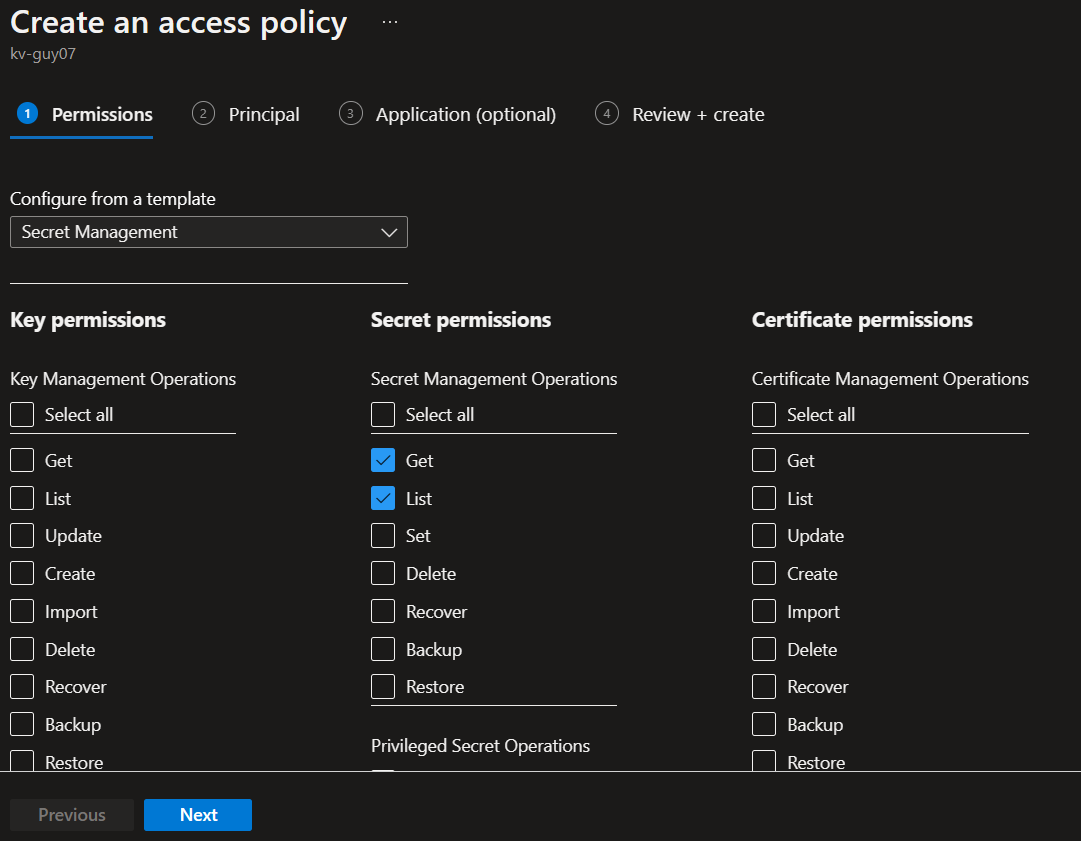 Create an access policy ...
kv-guy07
1 Permissions 2 Principal 3 Application (optional) 4 Review + create
Configure from a template
Secret Management
Key permissions
Key Management Operations
Select all
Get
List
Update
Create
Import
Delete
Recover
Backup
Restore
Secret permissions
Secret Management Operations
Select all
Get
List
Set
Delete
Recover
Backup
Restore
Privileged Secret Operations
Certificate permissions
Certificate Management Operations
Select all
Get
List
Update
Create
Import
Delete
Recover
Backup
Restore
Previous Next